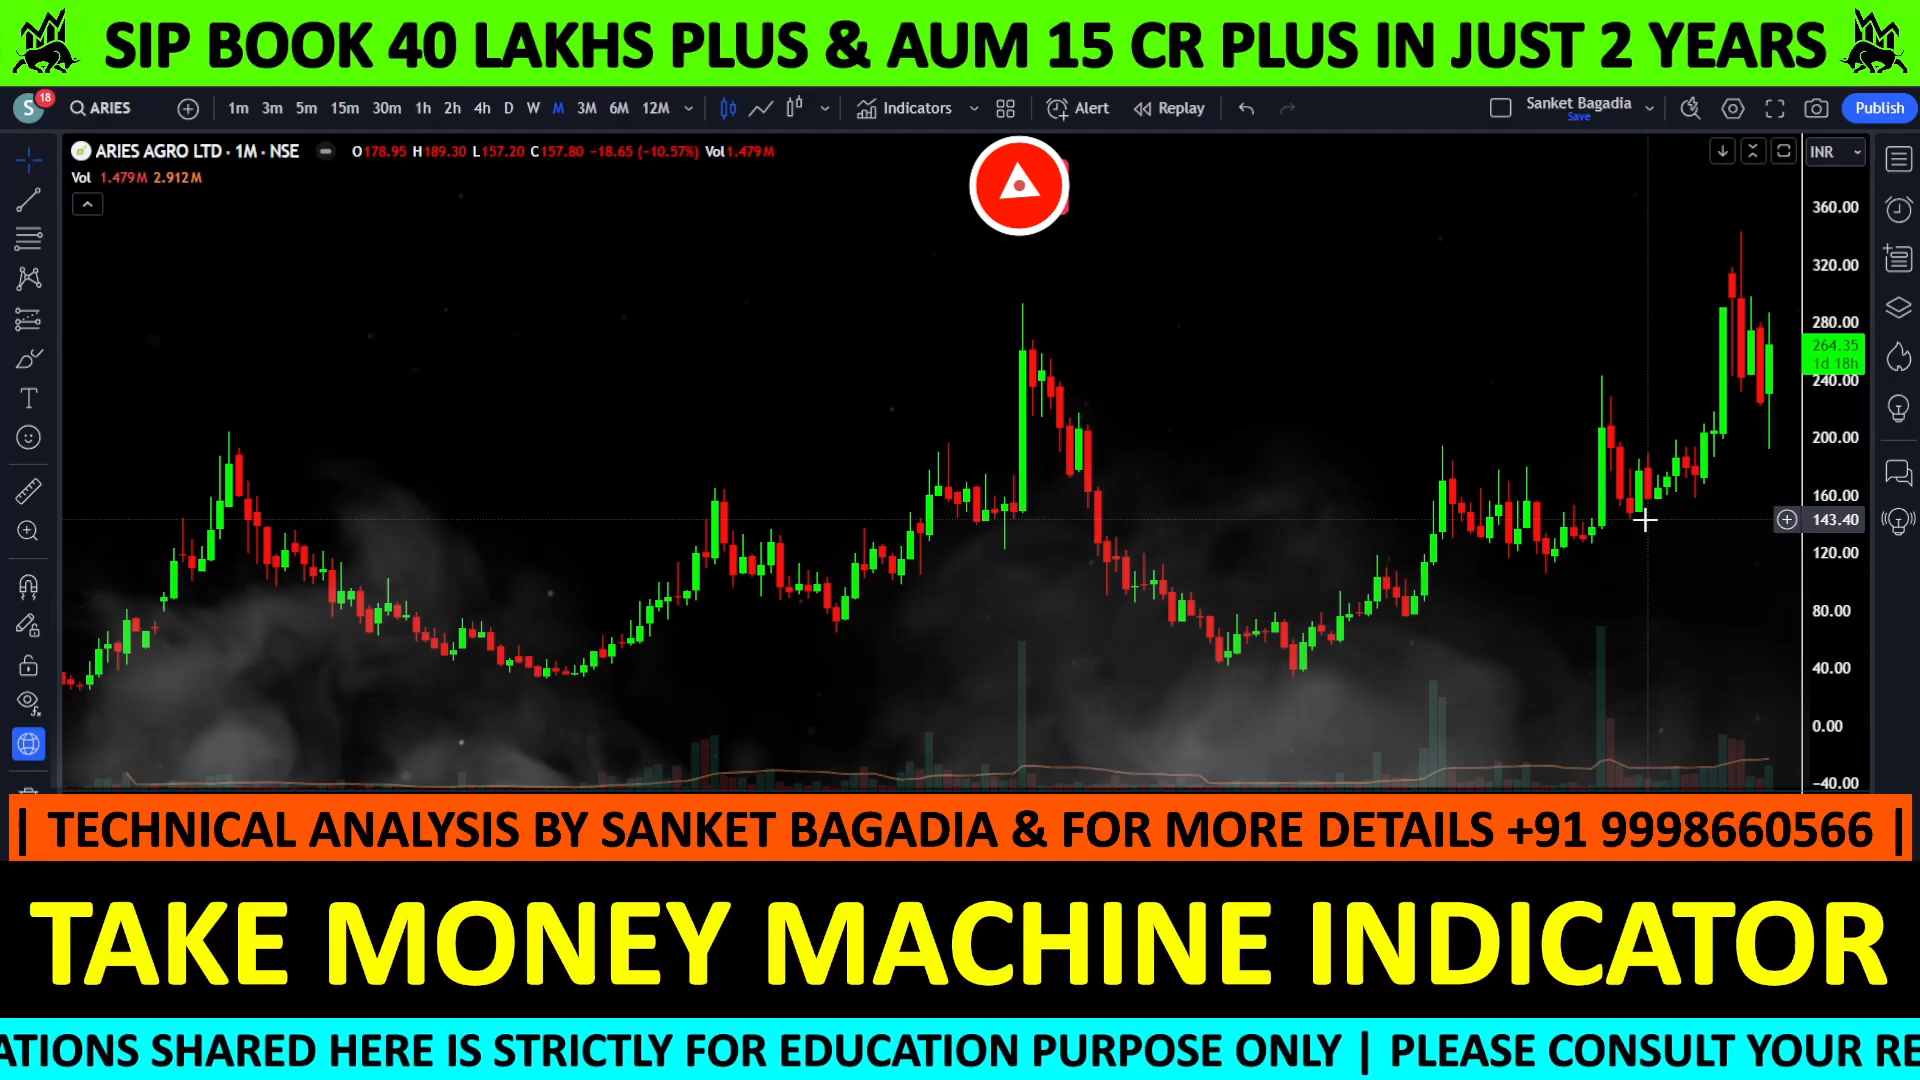 SIP BOOK 40 LAKHS PLUS & AUM 15 CR PLUS IN JUST 2 YEARS
S 18 ARIES 1m 3m 5m 15m 30m 1h 2h 4h D W M 3M 6M 12M Indicators Alert Replay Sanket Bagadia Save Publish
ARIES AGRO LTD · 1M · NSE O178.95 H189.30 L157.20 C157.80 −18.65 (−10.57%) Vol1.479M INR
Vol 1.479M 2.912M
360.00
320.00
280.00
264.35
1d 18h
240.00
200.00
160.00
143.40
120.00
80.00
40.00
0.00
−40.00
| TECHNICAL ANALYSIS BY SANKET BAGADIA & FOR MORE DETAILS +91 9998660566 |
TAKE MONEY MACHINE INDICATOR
ATIONS SHARED HERE IS STRICTLY FOR EDUCATION PURPOSE ONLY | PLEASE CONSULT YOUR RE